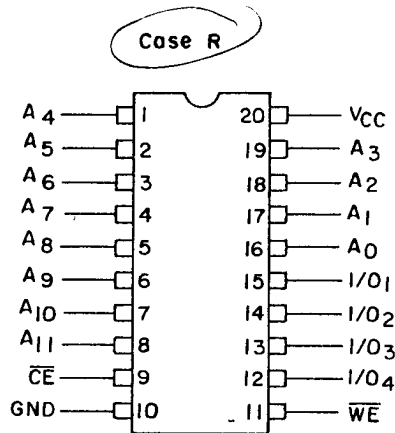 Case R
A4 1 20 VCC
A5 2 19 A3
A6 3 18 A2
A7 4 17 A1
A8 5 16 A0
A9 6 15 I/O1
A10 7 14 I/O2
A11 8 13 I/O3
C̅E̅ 9 12 I/O4
GND 10 11 W̅E̅